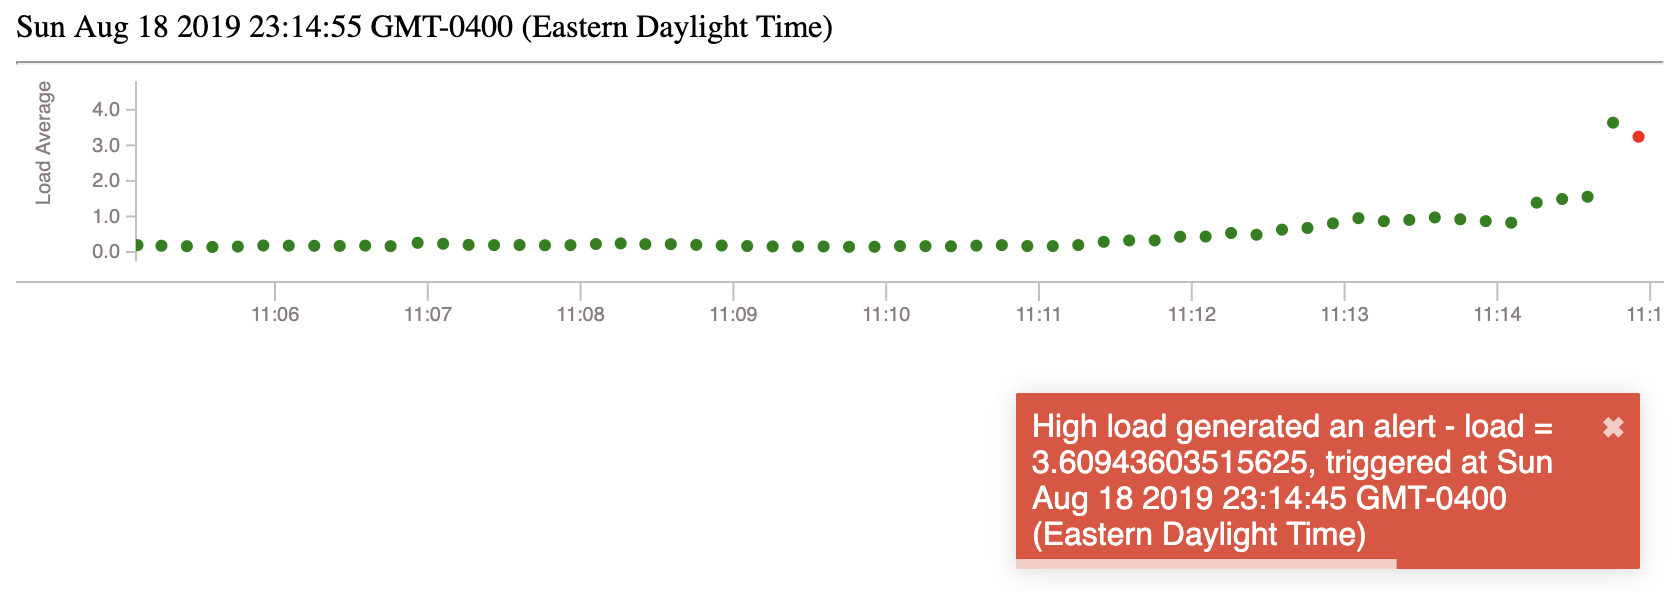 Sun Aug 18 2019 23:14:55 GMT-0400 (Eastern Daylight Time)
Load Average
4.0
3.0
2.0
1.0
0.0
11:06 11:07 11:08 11:09 11:10 11:11 11:12 11:13 11:14 11:1
High load generated an alert - load = ✖
3.60943603515625, triggered at Sun
Aug 18 2019 23:14:45 GMT-0400
(Eastern Daylight Time)